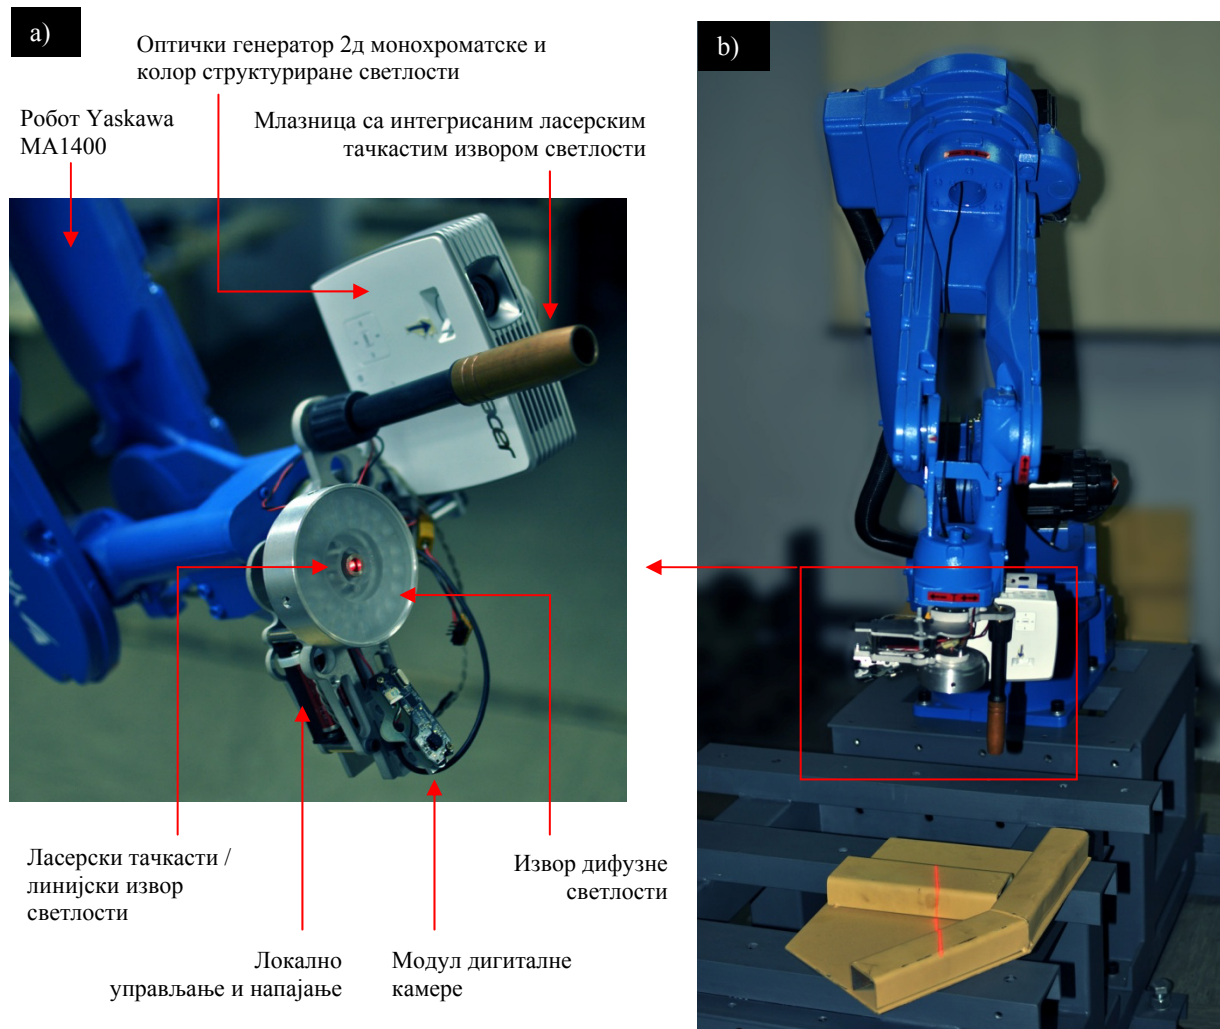 a)
Оптички генератор 2д монохроматске и
колор структуриране светлости
Робот Yaskawa
MA1400
Млазница са интегрисаним ласерским
тачкастим извором светлости
acer
Ласерски тачкасти /
линијски извор
светлости
Извор дифузне
светлости
Локално
управљање и напајање
Модул дигиталне
камере
b)